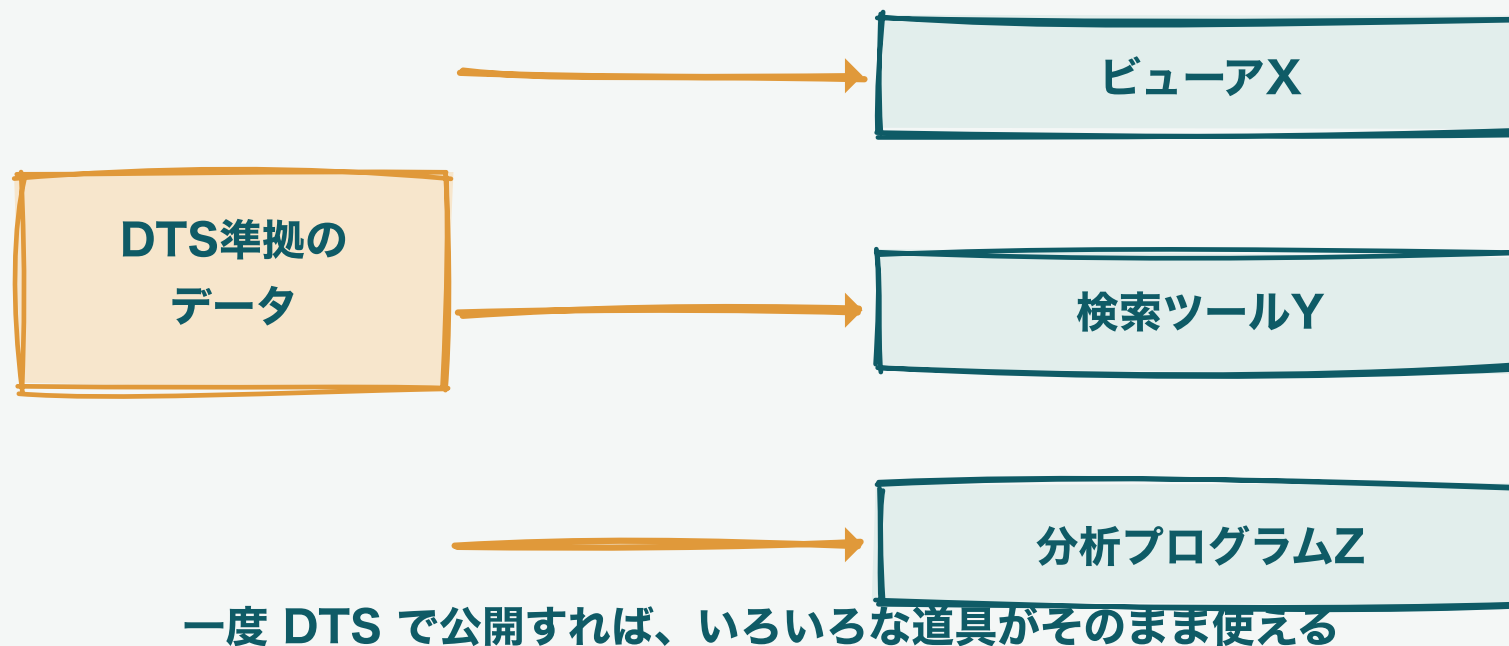 DTS準拠の
データ
ビューアX
検索ツールY
分析プログラムZ
一度 DTS で公開すれば、いろいろな道具がそのまま使える